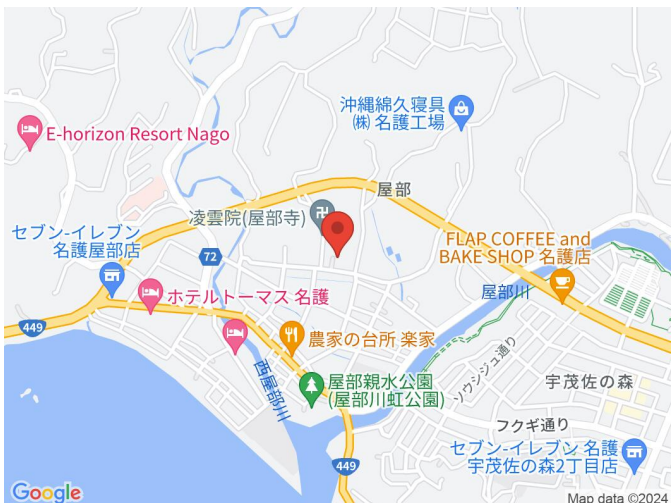 沖縄綿久寝具
㈱ 名護工場
E-horizon Resort Nago
屋部
凌雲院(屋部寺)
セブン-イレブン
名護屋部店
72
FLAP COFFEE and
BAKE SHOP 名護店
屋部川
ホテルトーマス 名護
449
農家の台所 楽家
西屋部川
ソウシジュ通り
屋部親水公園
(屋部川虹公園)
宇茂佐の森
フクギ通り
セブン-イレブン 名護
宇茂佐の森2丁目店
449
Google
Map data ©2024